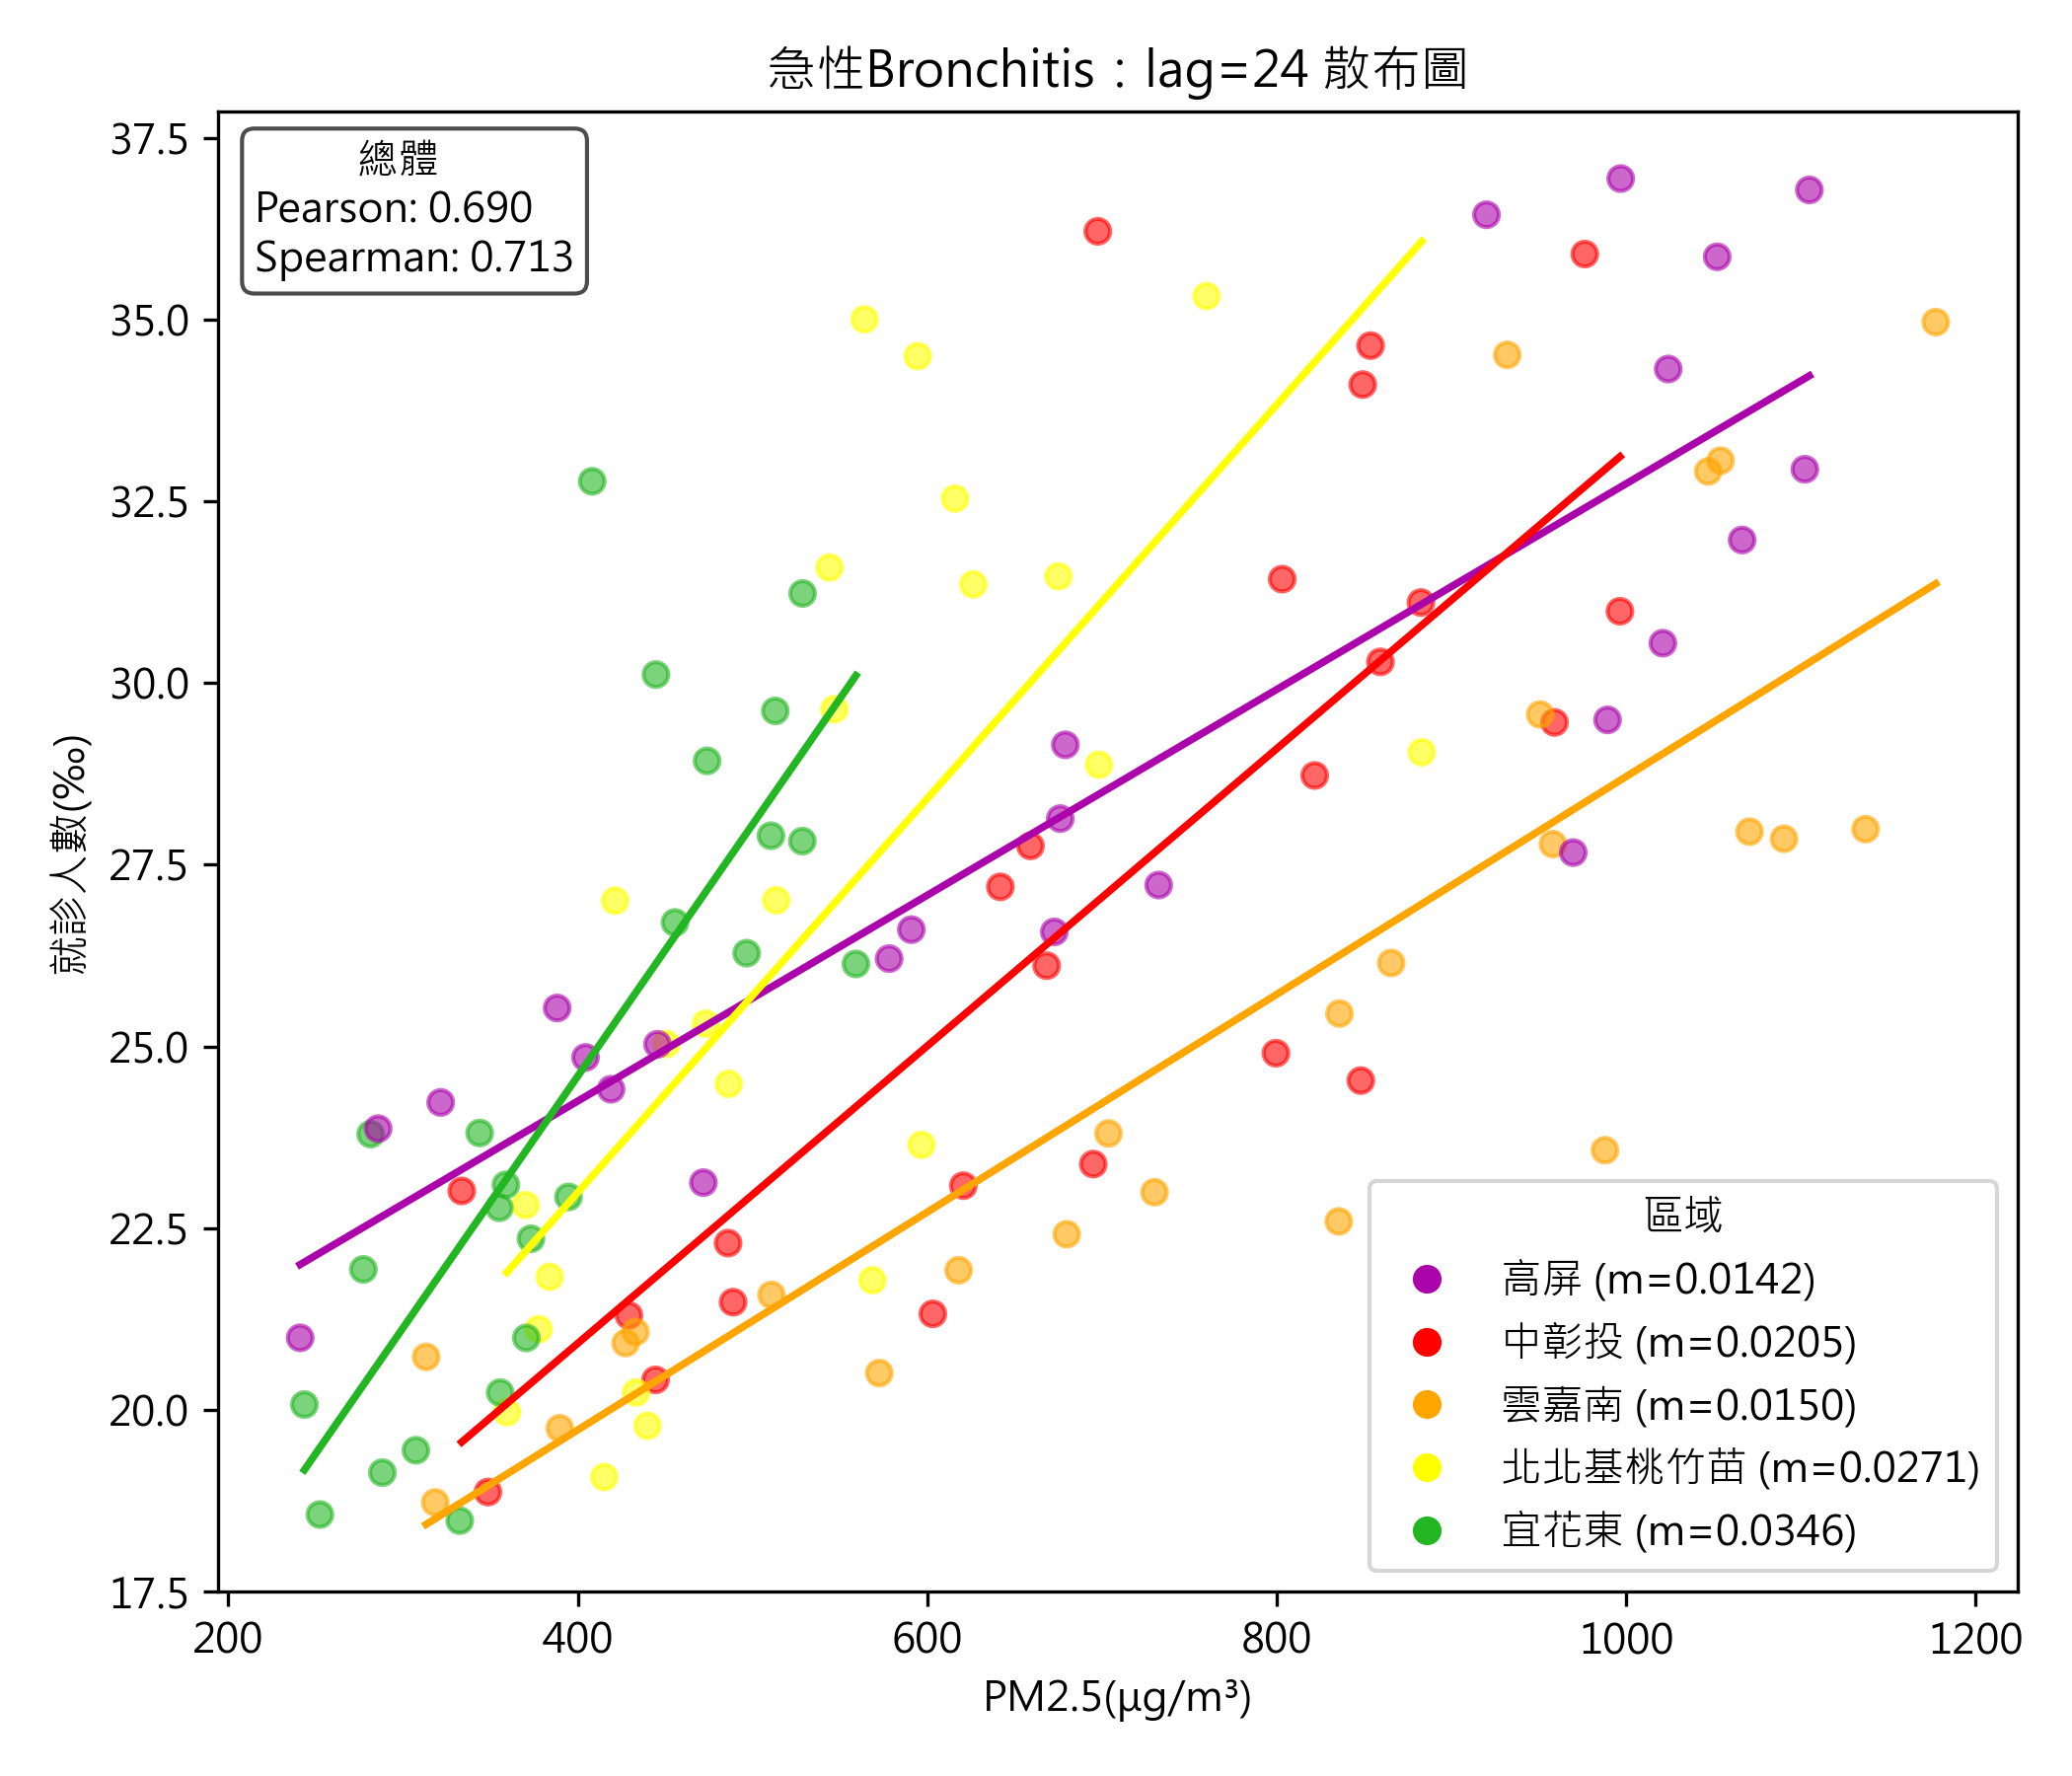 急性Bronchitis：lag=24 散布圖
總體
Pearson: 0.690
Spearman: 0.713
37.5
35.0
32.5
30.0
27.5
25.0
22.5
20.0
17.5
就診人數(‰)
區域
高屏 (m=0.0142)
中彰投 (m=0.0205)
雲嘉南 (m=0.0150)
北北基桃竹苗 (m=0.0271)
宜花東 (m=0.0346)
200 400 600 800 1000 1200
PM2.5(μg/m³)